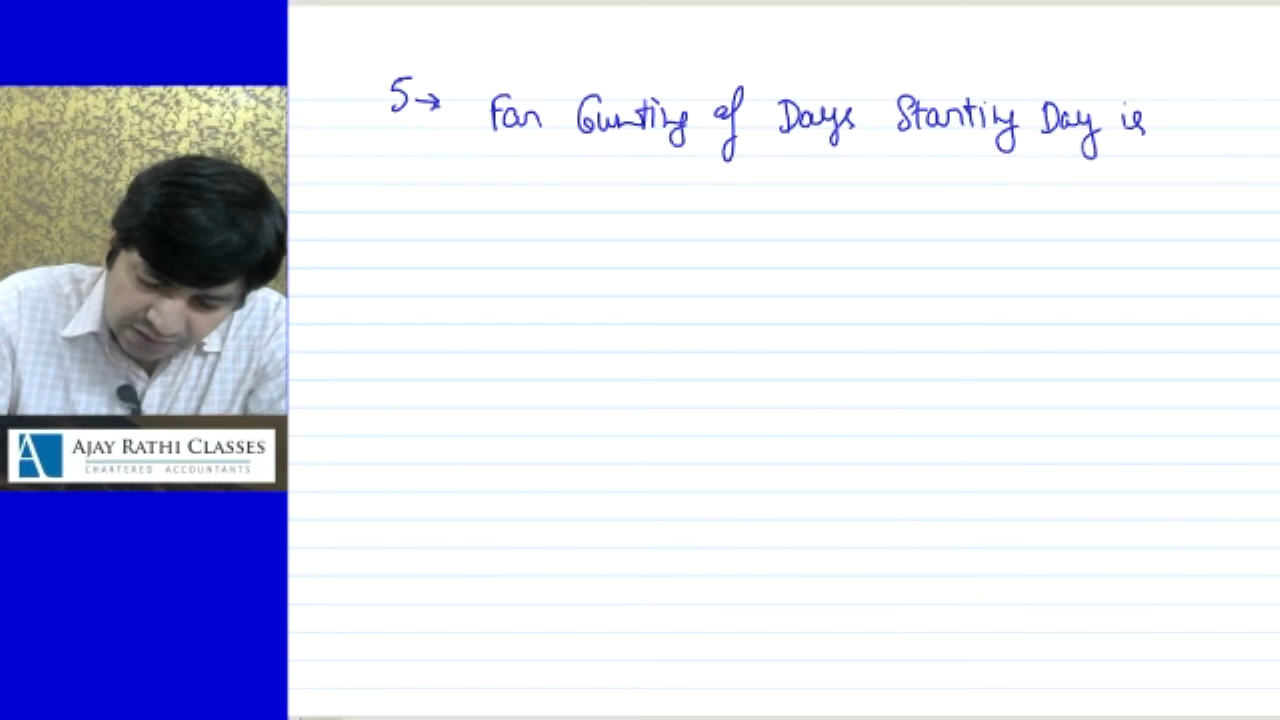 5→ For Counting of Days Starting Day is
AJAY RATHI CLASSES
CHARTERED ACCOUNTANTS